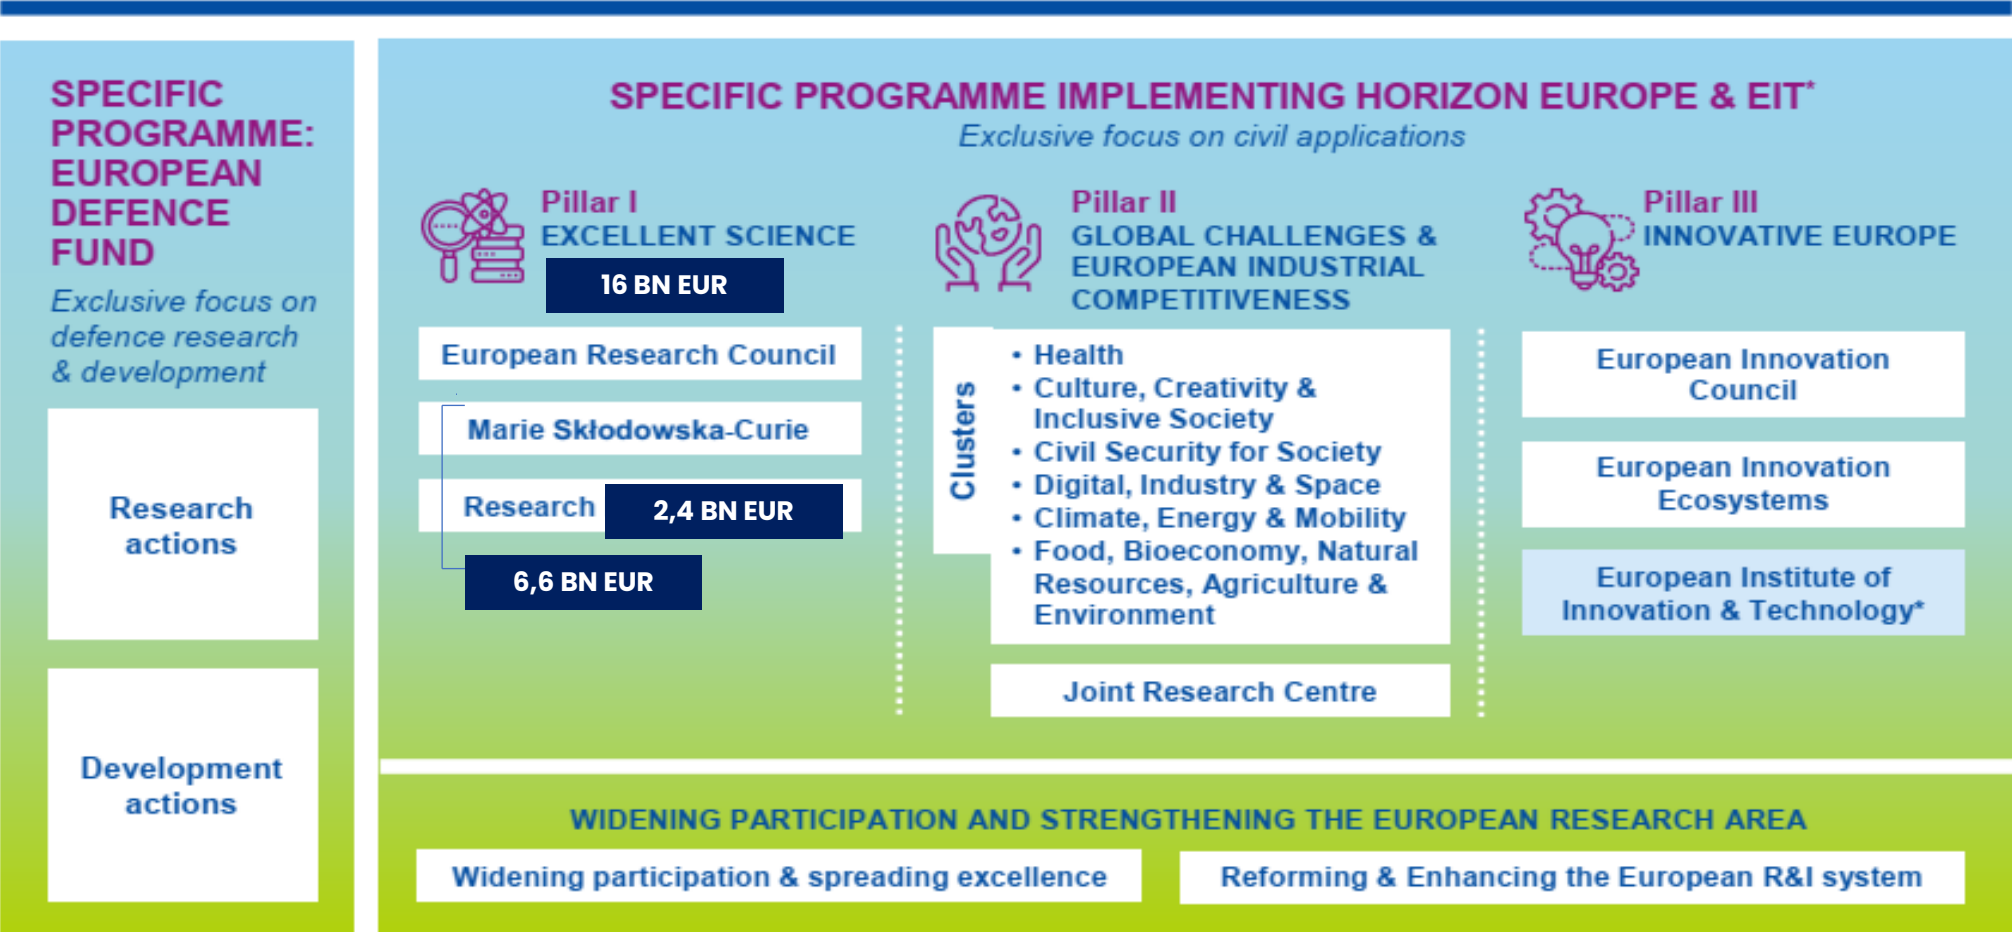 SPECIFIC
PROGRAMME:
EUROPEAN
DEFENCE
FUND
Exclusive focus on
defence research
& development
Research
actions
Development
actions
SPECIFIC PROGRAMME IMPLEMENTING HORIZON EUROPE & EIT*
Exclusive focus on civil applications
Pillar I
EXCELLENT SCIENCE
16 BN EUR
European Research Council
Marie Skłodowska-Curie
Research
2,4 BN EUR
6,6 BN EUR
Pillar II
GLOBAL CHALLENGES &
EUROPEAN INDUSTRIAL
COMPETITIVENESS
Clusters
• Health
• Culture, Creativity &
Inclusive Society
• Civil Security for Society
• Digital, Industry & Space
• Climate, Energy & Mobility
• Food, Bioeconomy, Natural
Resources, Agriculture &
Environment
Joint Research Centre
Pillar III
INNOVATIVE EUROPE
European Innovation
Council
European Innovation
Ecosystems
European Institute of
Innovation & Technology*
WIDENING PARTICIPATION AND STRENGTHENING THE EUROPEAN RESEARCH AREA
Widening participation & spreading excellence
Reforming & Enhancing the European R&I system